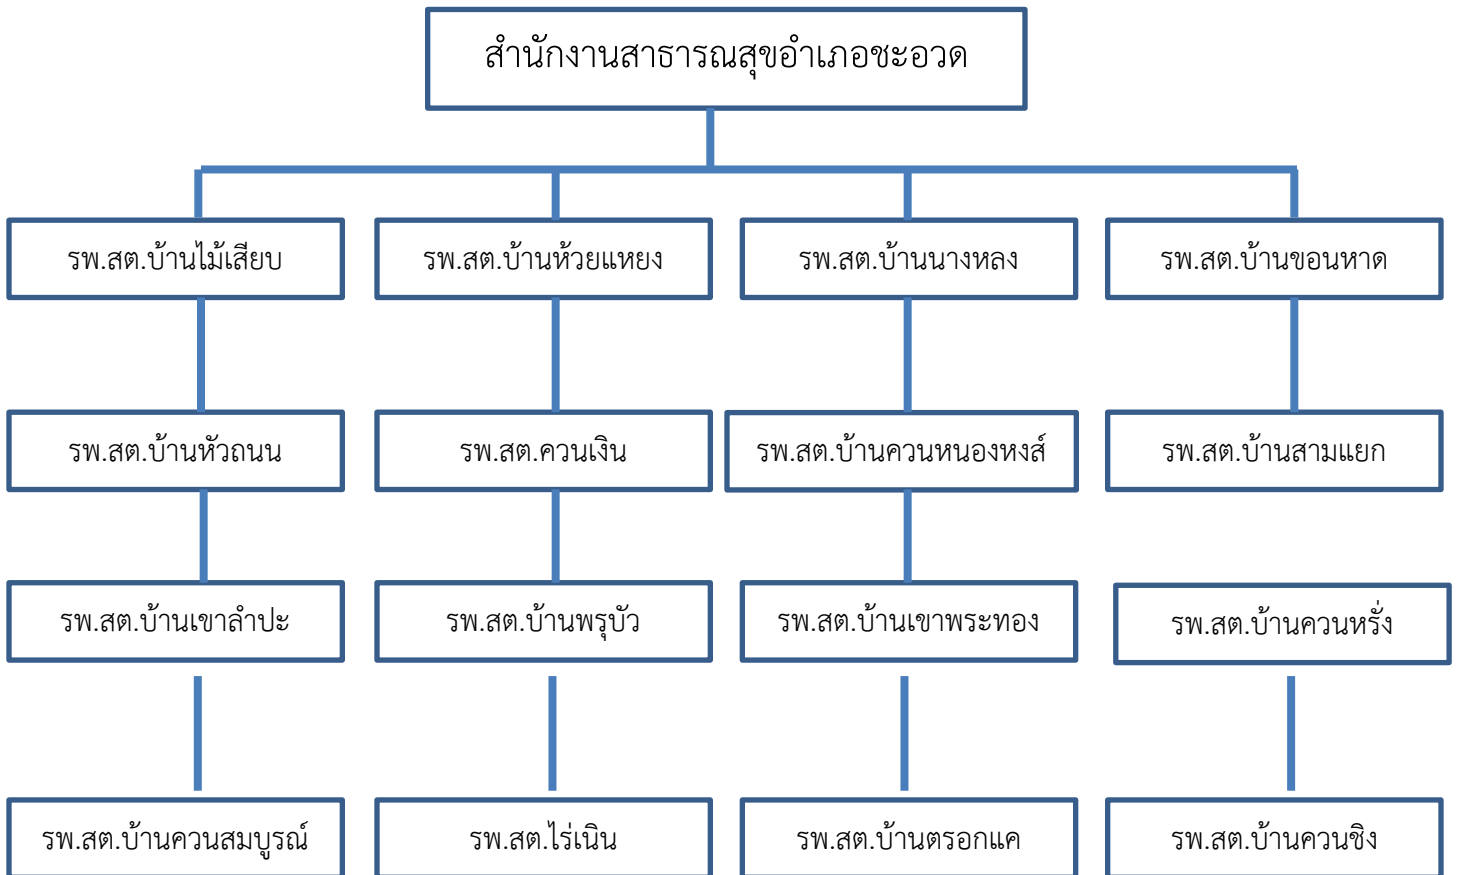 สำนักงานสาธารณสุขอำเภอชะอวด
รพ.สต.บ้านไม้เสียบ
รพ.สต.บ้านห้วยแหยง
รพ.สต.บ้านนางหลง
รพ.สต.บ้านขอนหาด
รพ.สต.บ้านหัวถนน
รพ.สต.ควนเงิน
รพ.สต.บ้านควนหนองหงส์
รพ.สต.บ้านสามแยก
รพ.สต.บ้านเขาลำปะ
รพ.สต.บ้านพรุบัว
รพ.สต.บ้านเขาพระทอง
รพ.สต.บ้านควนหรั่ง
รพ.สต.บ้านควนสมบูรณ์
รพ.สต.ไร่เนิน
รพ.สต.บ้านตรอกแค
รพ.สต.บ้านควนชิง